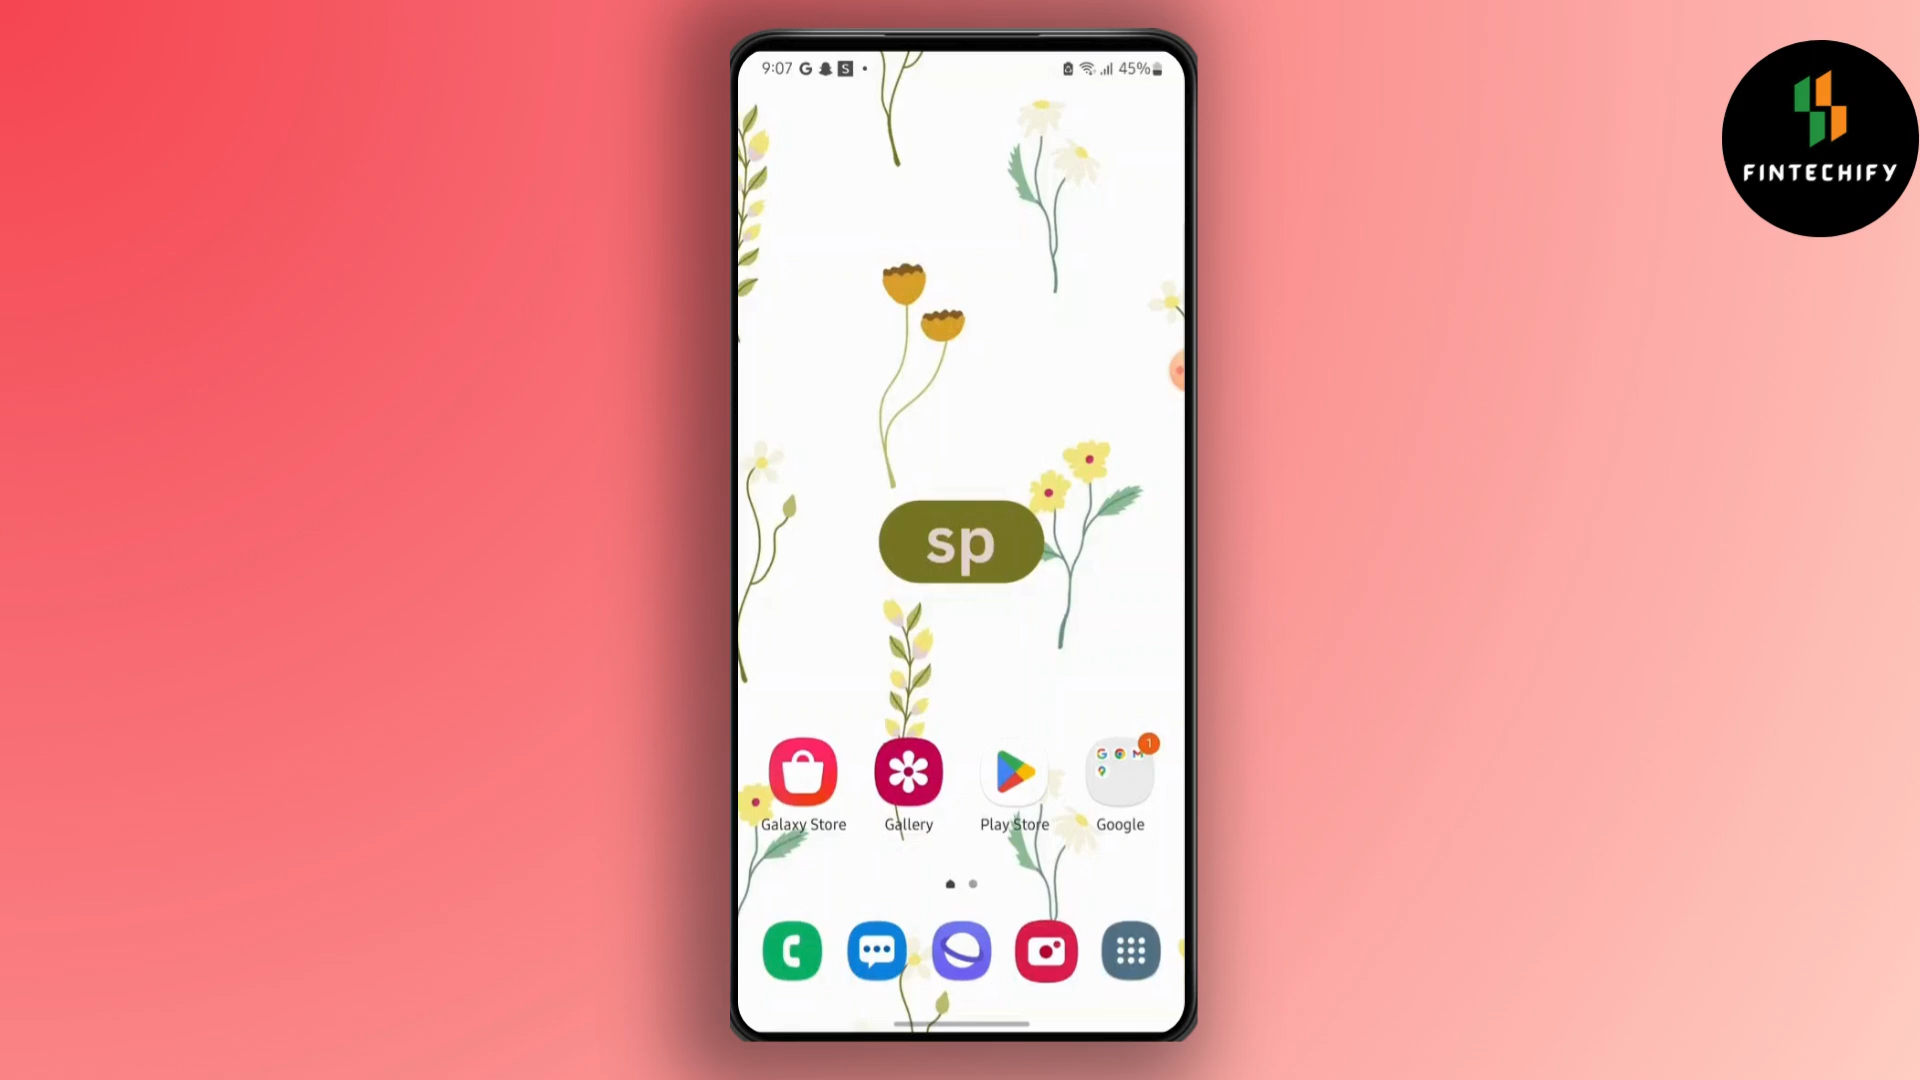 9:07 G S 45%
FINTECHIFY
sp
1
Galaxy Store Gallery Play Store Google